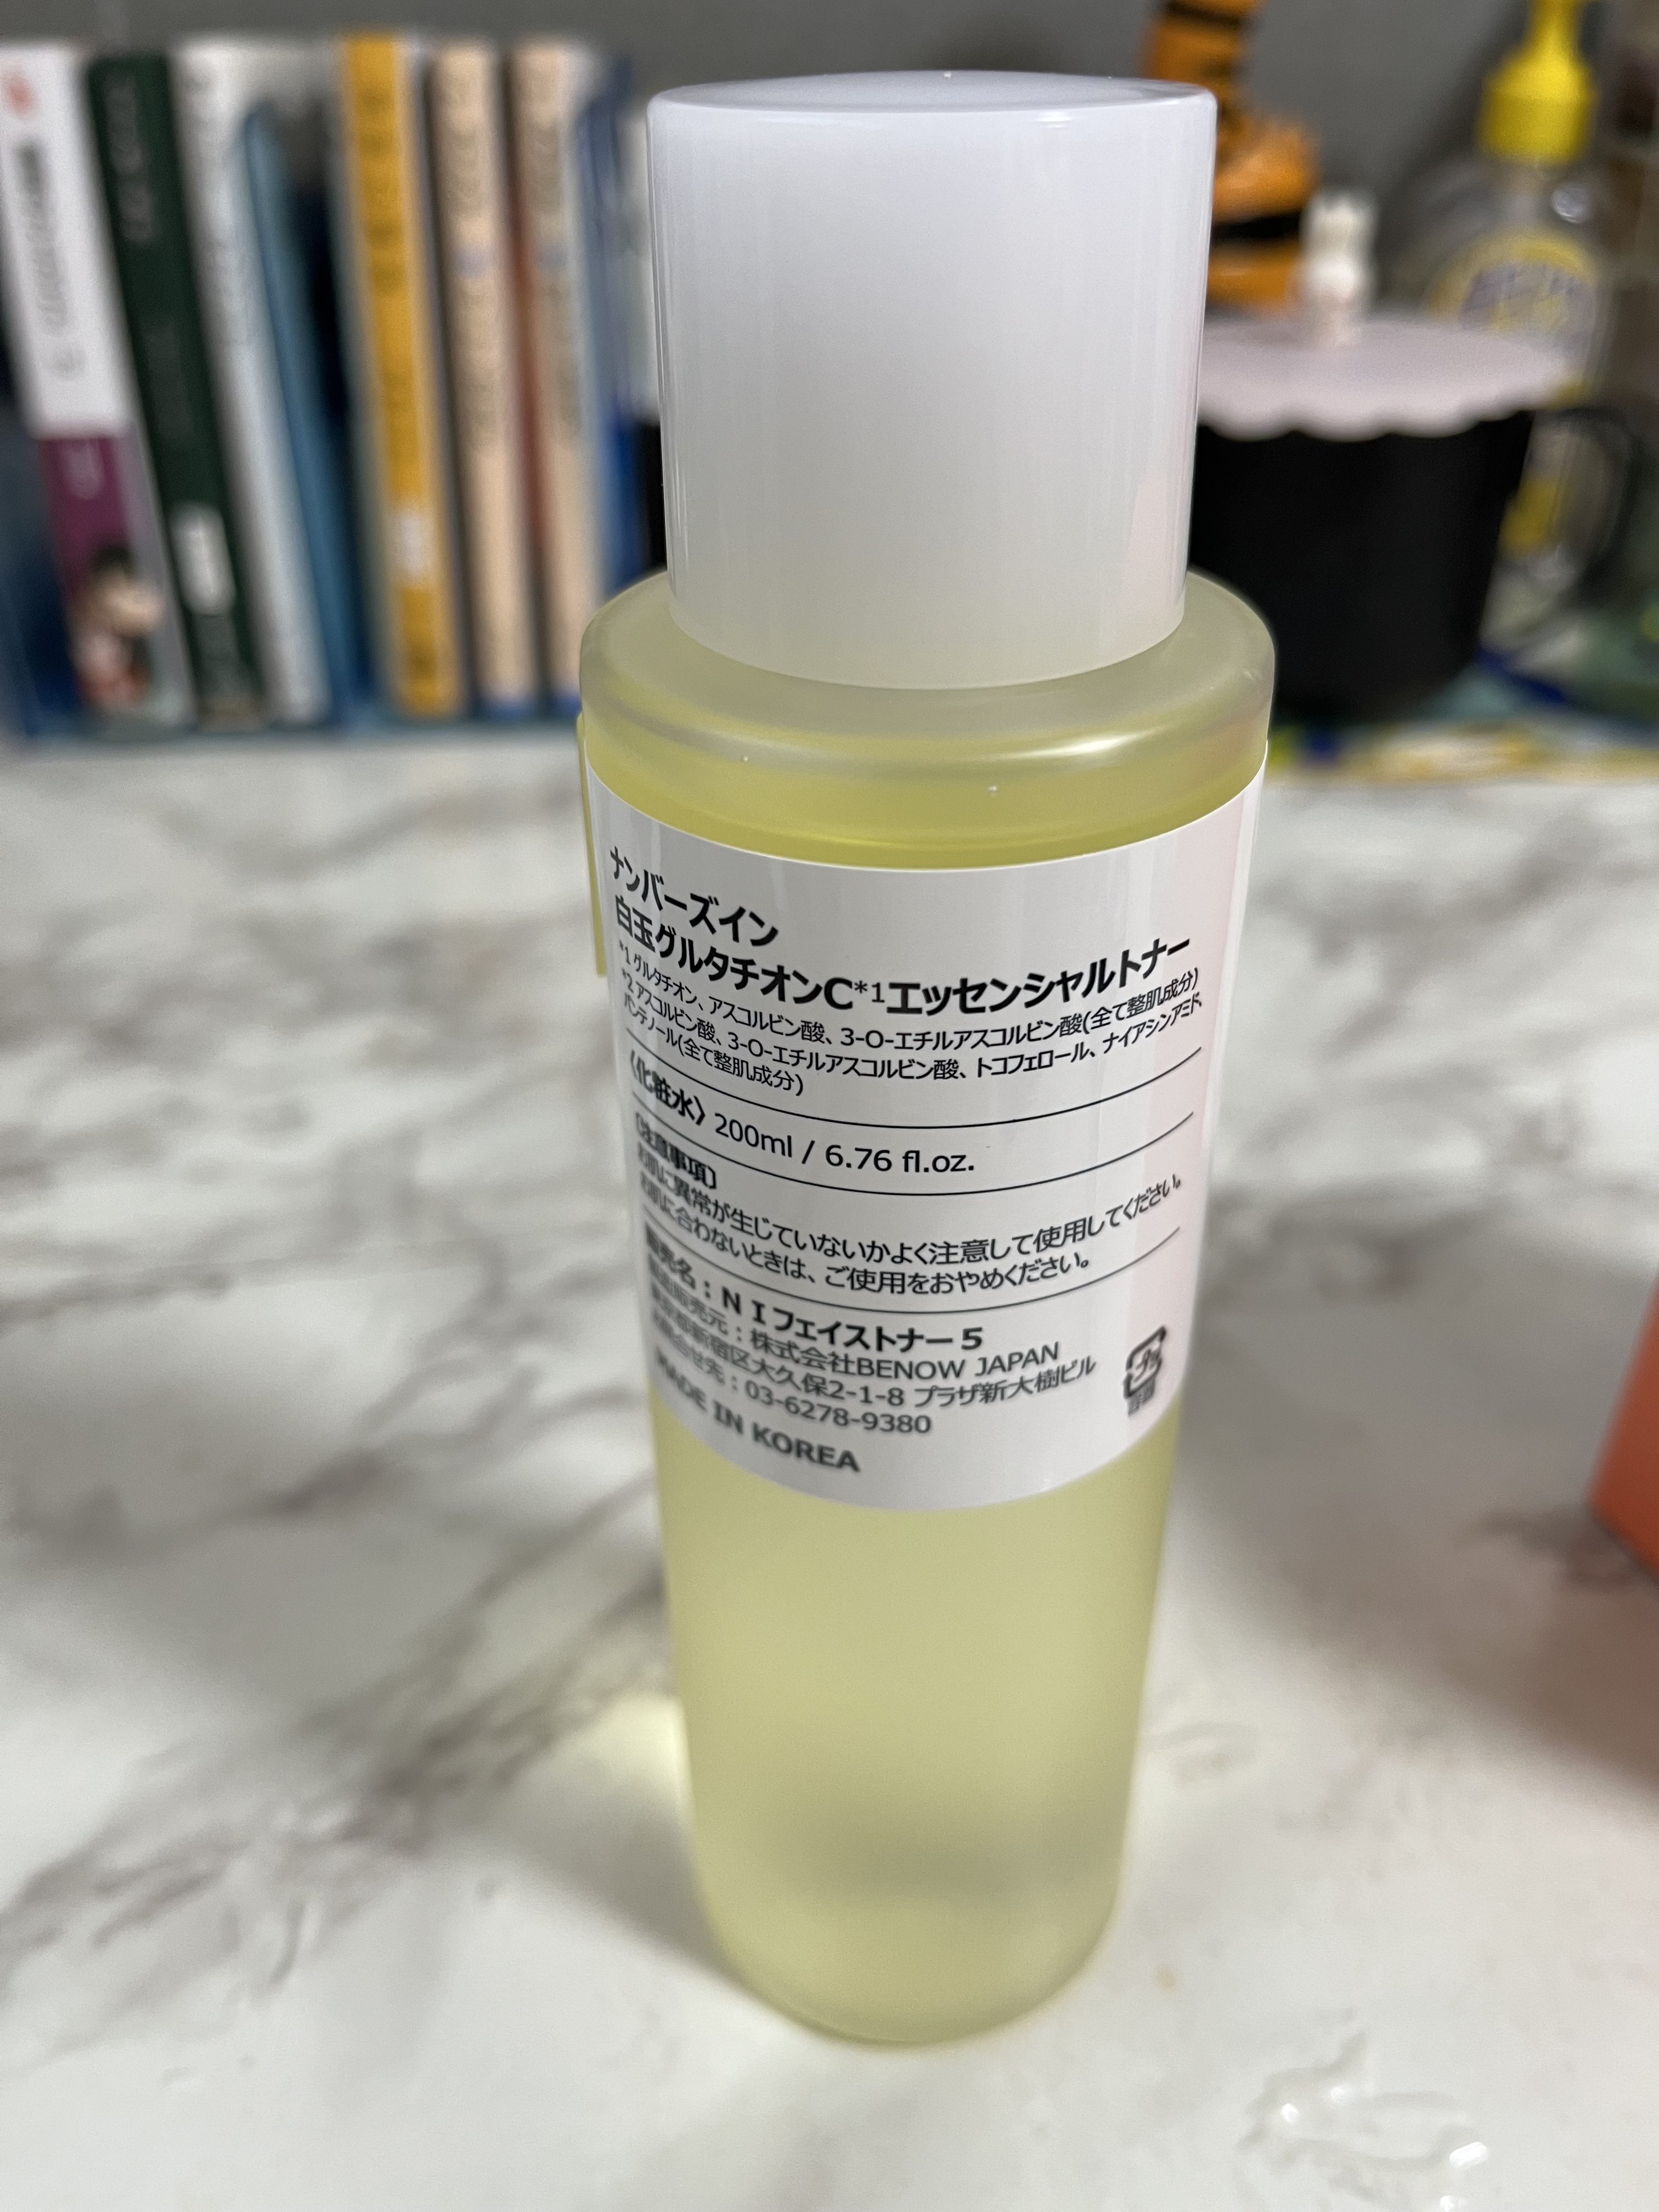 ナンバーズイン
白玉グルタチオンC*1エッセンシャルトナー
*1 グルタチオン、アスコルビン酸、3-O-エチルアスコルビン酸(全て整肌成分)
*2 アスコルビン酸、3-O-エチルアスコルビン酸、トコフェロール、ナイアシンアミド、
パンテノール(全て整肌成分)
〈化粧水〉 200ml / 6.76 fl.oz.
〔注意事項〕
お肌に異常が生じていないかよく注意して使用してください。
お肌に合わないときは、ご使用をおやめください。
販売名：ＮＩフェイストナー５
製造販売元：株式会社BENOW JAPAN
東京都新宿区大久保2-1-8 プラザ新大樹ビル
お問合せ先：03-6278-9380
MADE IN KOREA